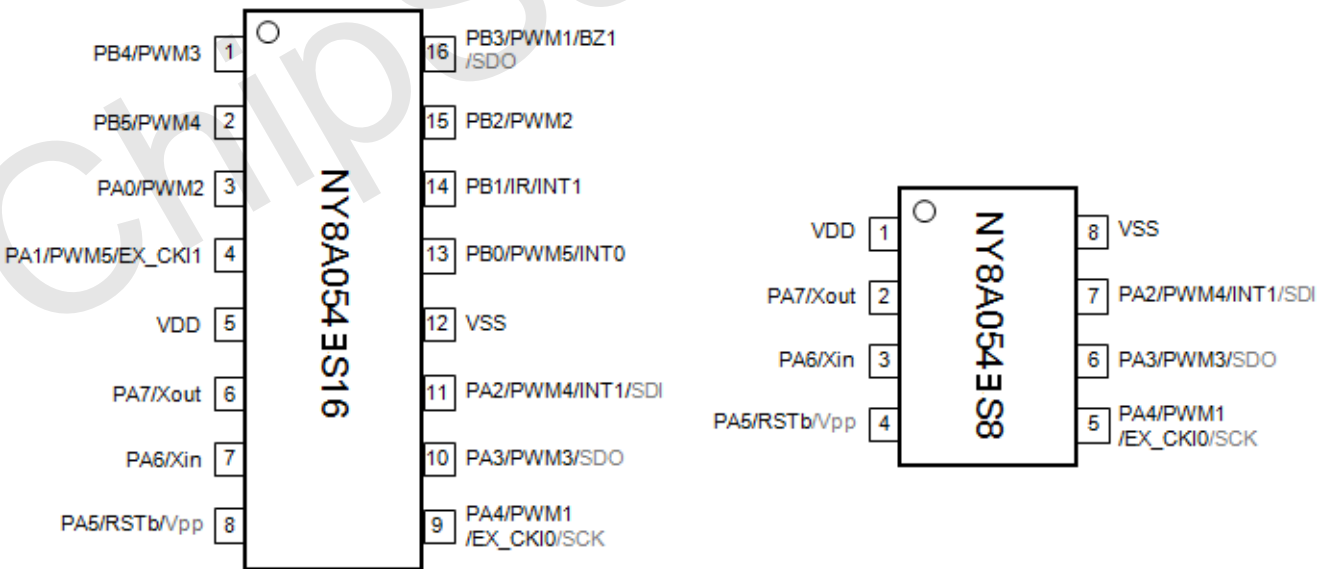 ChipS
PB4/PWM3 1
PB5/PWM4 2
PA0/PWM2 3
PA1/PWM5/EX_CKI1 4
VDD 5
PA7/Xout 6
PA6/Xin 7
PA5/RSTb/Vpp 8
NY8A054ES16
16 PB3/PWM1/BZ1
/SDO
15 PB2/PWM2
14 PB1/IR/INT1
13 PB0/PWM5/INT0
12 VSS
11 PA2/PWM4/INT1/SDI
10 PA3/PWM3/SDO
9 PA4/PWM1
/EX_CKI0/SCK
VDD 1
PA7/Xout 2
PA6/Xin 3
PA5/RSTb/Vpp 4
NY8A054ES8
8 VSS
7 PA2/PWM4/INT1/SDI
6 PA3/PWM3/SDO
5 PA4/PWM1
/EX_CKI0/SCK